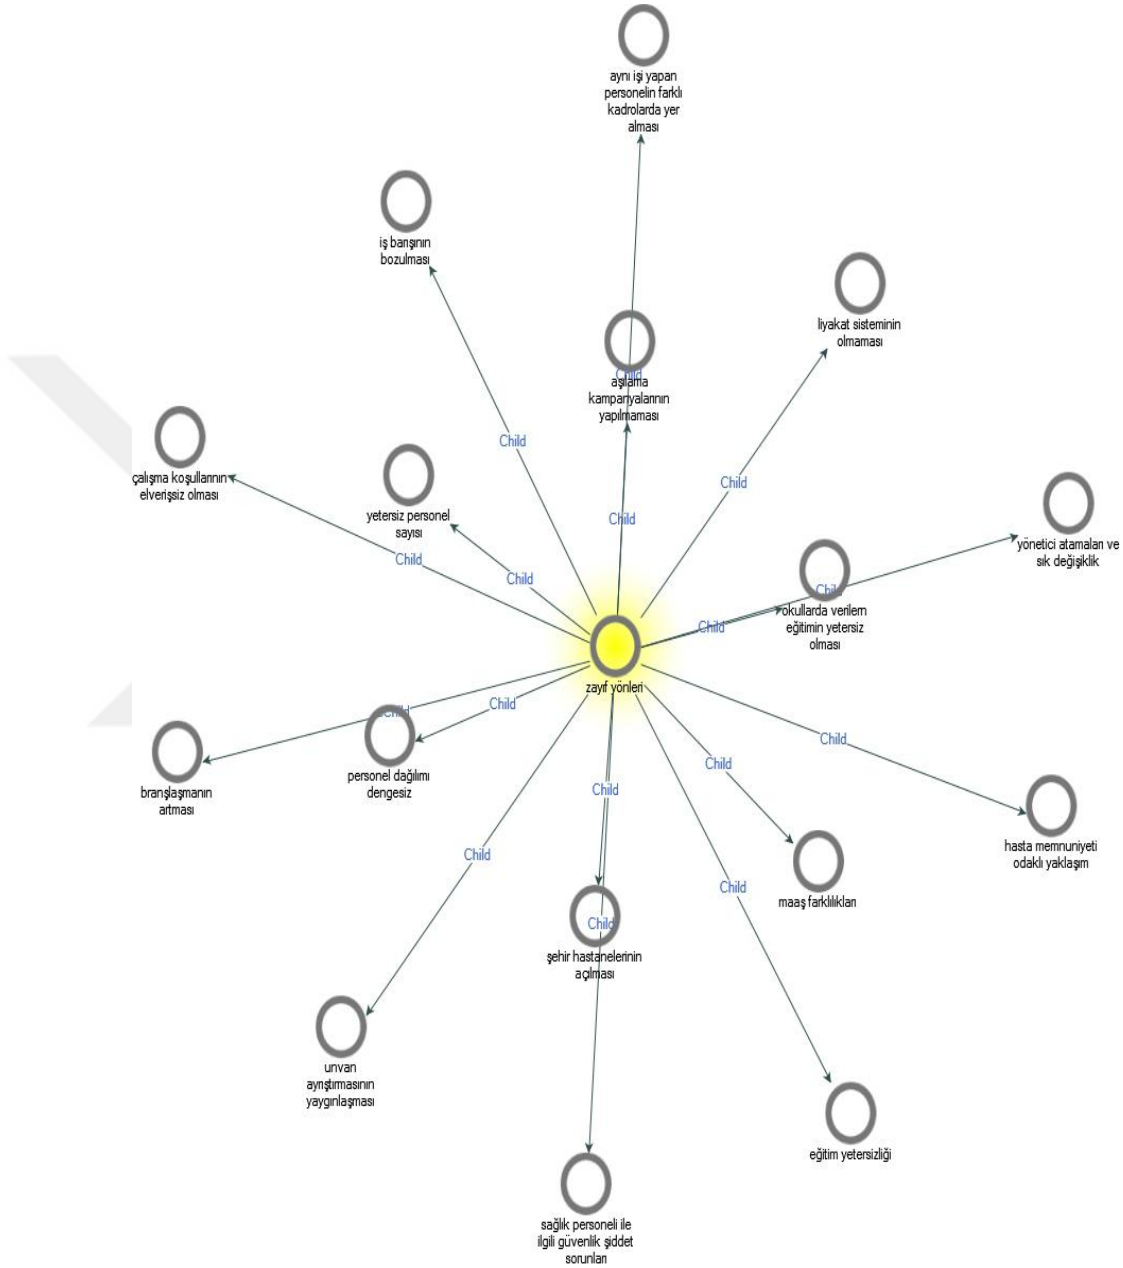 aynı işi yapan
personelin farklı
kadrolarda yer
alması
iş barışının
bozulması
liyakat sisteminin
olmaması
Child
aşılama
kampanyalarının
yapılmaması
çalışma koşullarının
elverişsiz olması
Child
yetersiz personel
sayısı
Child
yönetici atamaları ve
sık değişiklik
Child
Child
Child
Child
okullarda verilern
eğitimin yetersiz
olması
Child
Child
zayıf yönleri
Child
Child
personel dağılımı
dengesiz
branşlaşmanın
artması
Child
Child
Child
hasta memnuniyeti
odaklı yaklaşım
Child
Child
maaş farklılıkları
Child
şehir hastanelerinin
açılması
unvan
ayrıştırmasının
yaygınlaşması
eğitim yetersizliği
sağlık personeli ile
ilgili güvenlik şiddet
sorunları